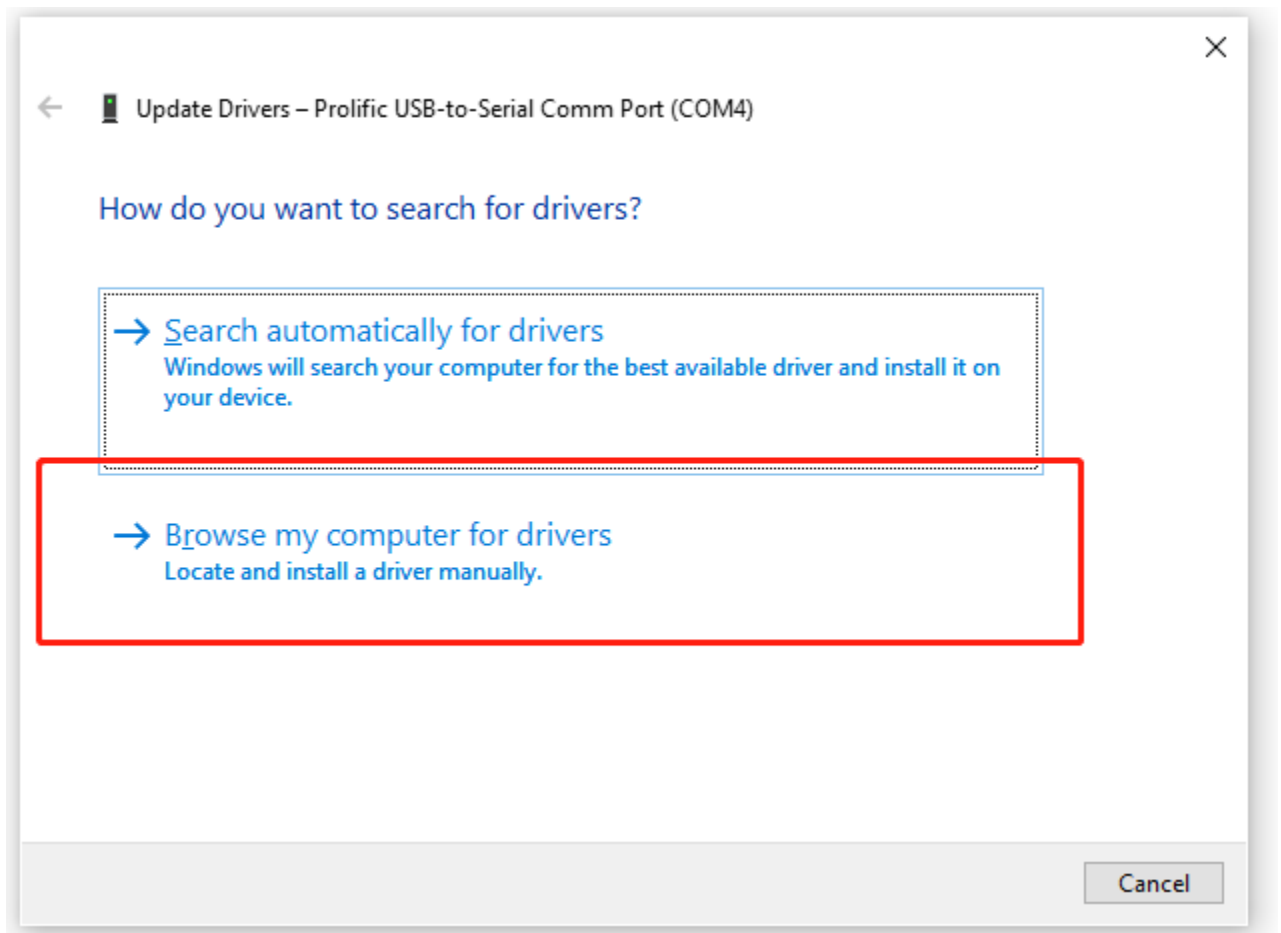 Update Drivers – Prolific USB-to-Serial Comm Port (COM4)
How do you want to search for drivers?
Search automatically for drivers
Windows will search your computer for the best available driver and install it on
your device.
Browse my computer for drivers
Locate and install a driver manually.
Cancel